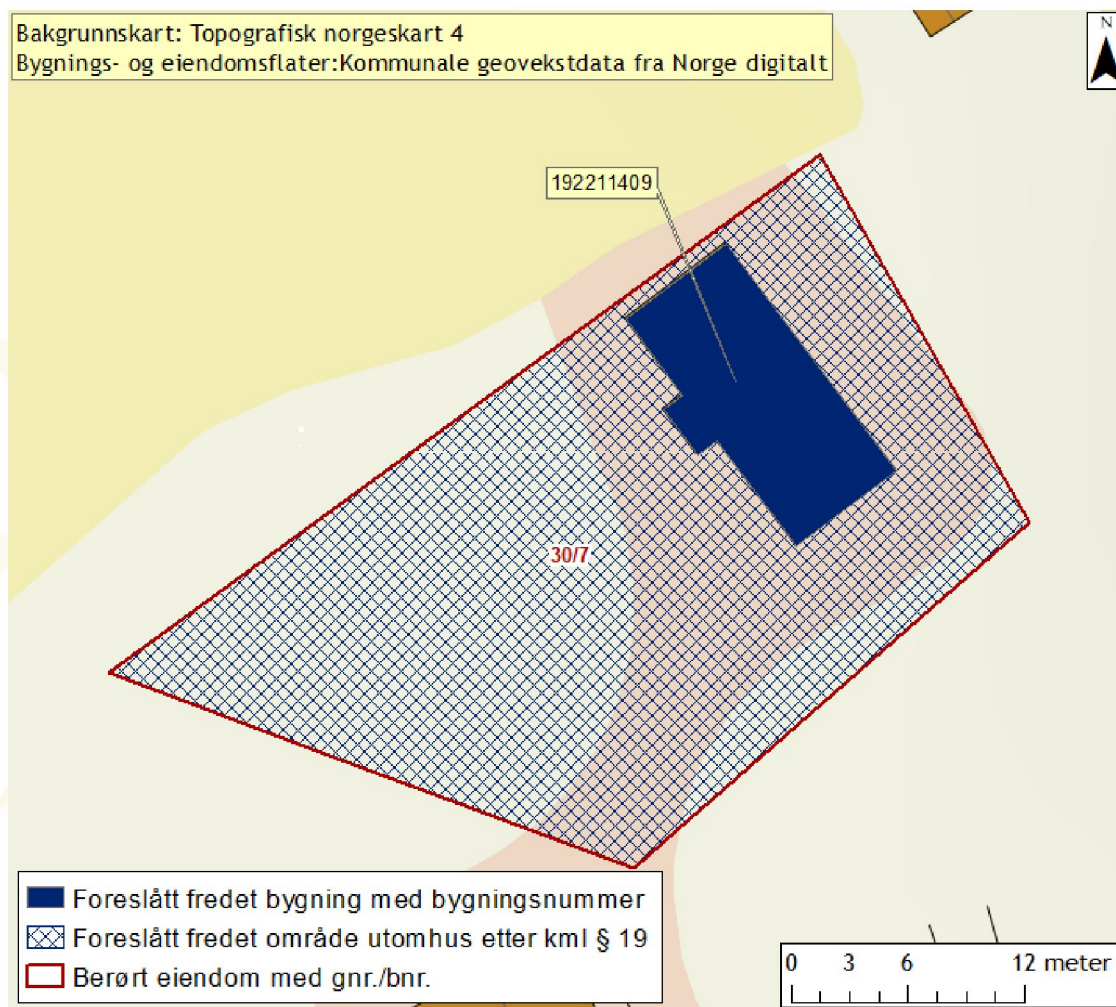 Bakgrunnskart: Topografisk norgeskart 4
Bygnings- og eiendomsflater:Kommunale geovekstdata fra Norge digitalt
N
192211409
30/7
Foreslått fredet bygning med bygningsnummer
Foreslått fredet område utomhus etter kml § 19
Berørt eiendom med gnr./bnr.
0 3 6 12 meter